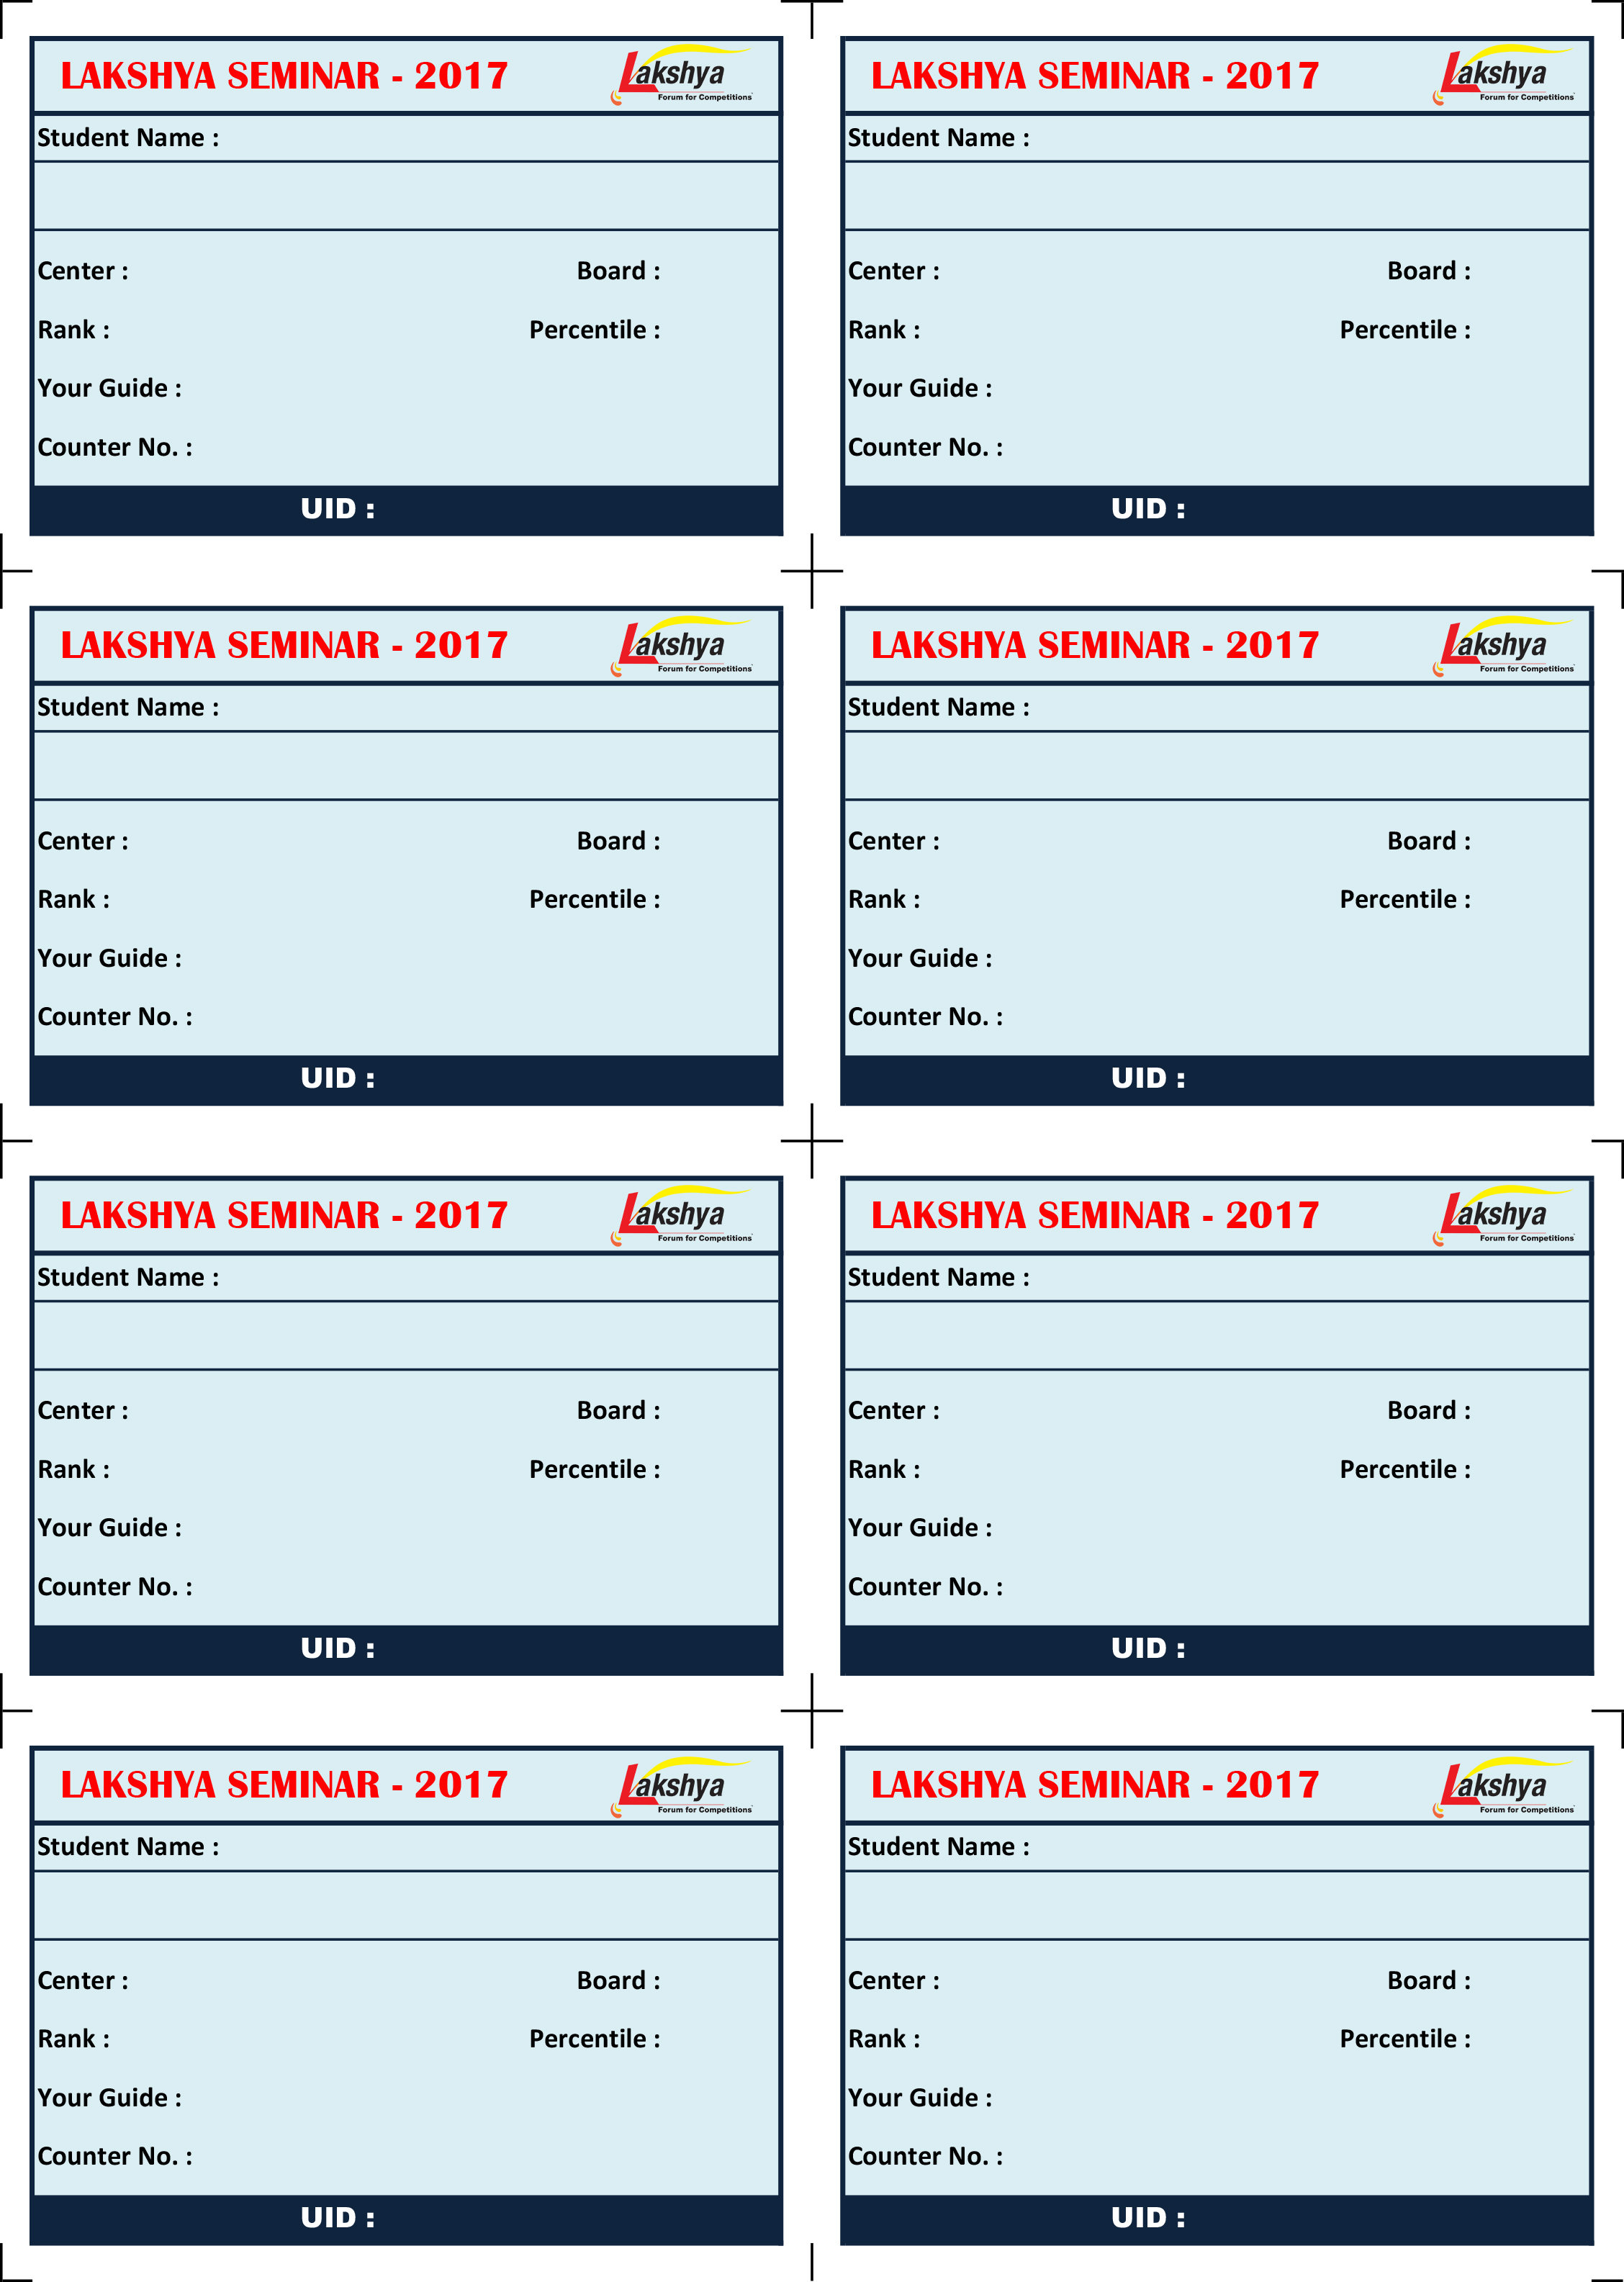 LAKSHYA SEMINAR - 2017 Lakshya
Forum for Competitions
Student Name :
Center : Board :
Rank : Percentile :
Your Guide :
Counter No. :
UID :
LAKSHYA SEMINAR - 2017 Lakshya
Forum for Competitions
Student Name :
Center : Board :
Rank : Percentile :
Your Guide :
Counter No. :
UID :
LAKSHYA SEMINAR - 2017 Lakshya
Forum for Competitions
Student Name :
Center : Board :
Rank : Percentile :
Your Guide :
Counter No. :
UID :
LAKSHYA SEMINAR - 2017 Lakshya
Forum for Competitions
Student Name :
Center : Board :
Rank : Percentile :
Your Guide :
Counter No. :
UID :
LAKSHYA SEMINAR - 2017 Lakshya
Forum for Competitions
Student Name :
Center : Board :
Rank : Percentile :
Your Guide :
Counter No. :
UID :
LAKSHYA SEMINAR - 2017 Lakshya
Forum for Competitions
Student Name :
Center : Board :
Rank : Percentile :
Your Guide :
Counter No. :
UID :
LAKSHYA SEMINAR - 2017 Lakshya
Forum for Competitions
Student Name :
Center : Board :
Rank : Percentile :
Your Guide :
Counter No. :
UID :
LAKSHYA SEMINAR - 2017 Lakshya
Forum for Competitions
Student Name :
Center : Board :
Rank : Percentile :
Your Guide :
Counter No. :
UID :